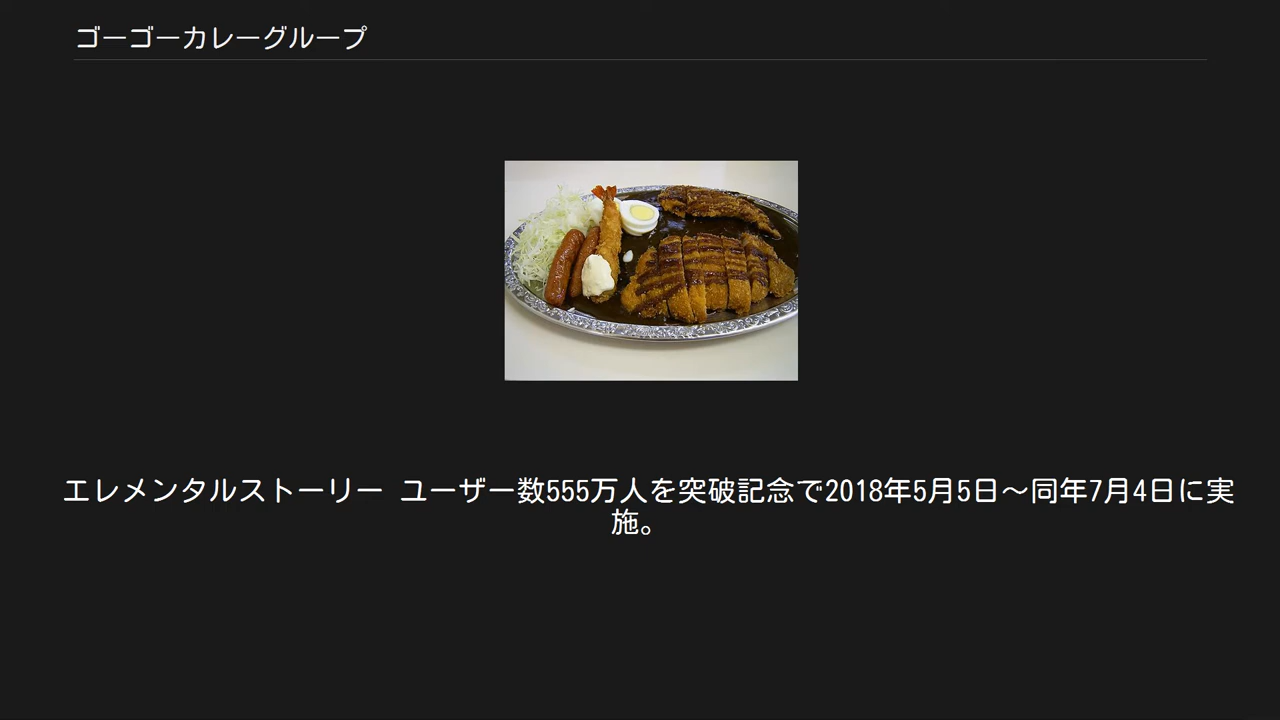 ゴーゴーカレーグループ
エレメンタルストーリー ユーザー数555万人を突破記念で2018年5月5日～同年7月4日に実
施。